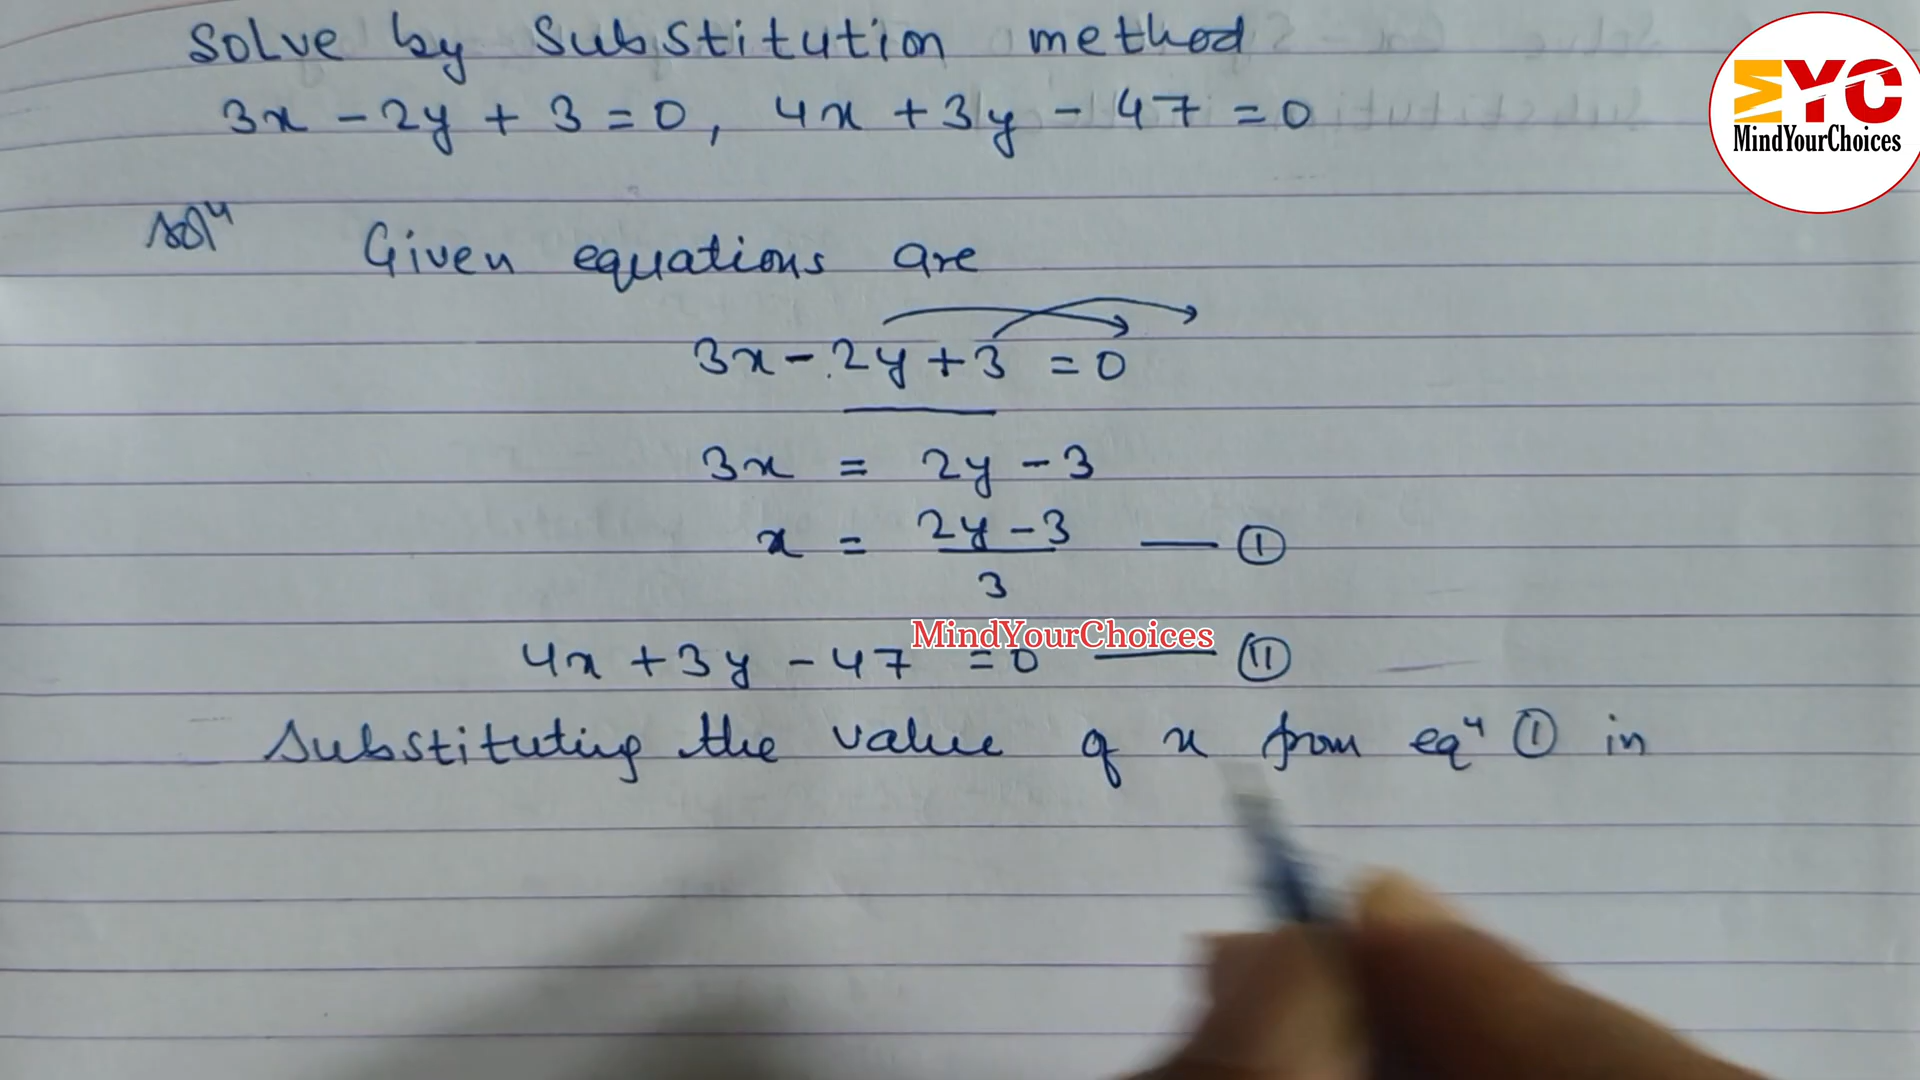 Solve by Substitution method
3x - 2y + 3 = 0, 4x + 3y - 47 = 0
MYC
MindYourChoices
Solⁿ Given equations are
3x - 2y + 3 = 0
3x = 2y - 3
x = 2y - 3 — ①
3
MindYourChoices
4x + 3y - 47 = 0 — ⑪
Substituting the value of x from eqⁿ ① in